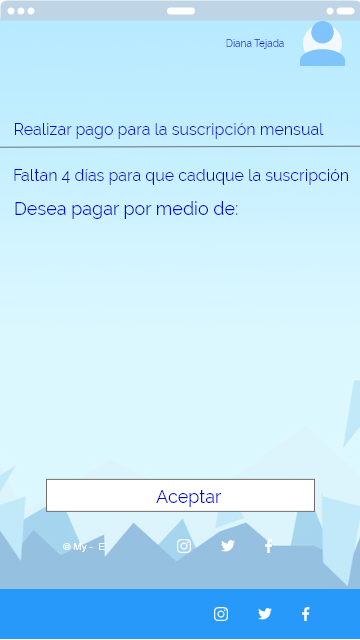 Diana Tejada
Realizar pago para la suscripción mensual
Faltan 4 días para que caduque la suscripción
Desea pagar por medio de:
Aceptar
© My - E